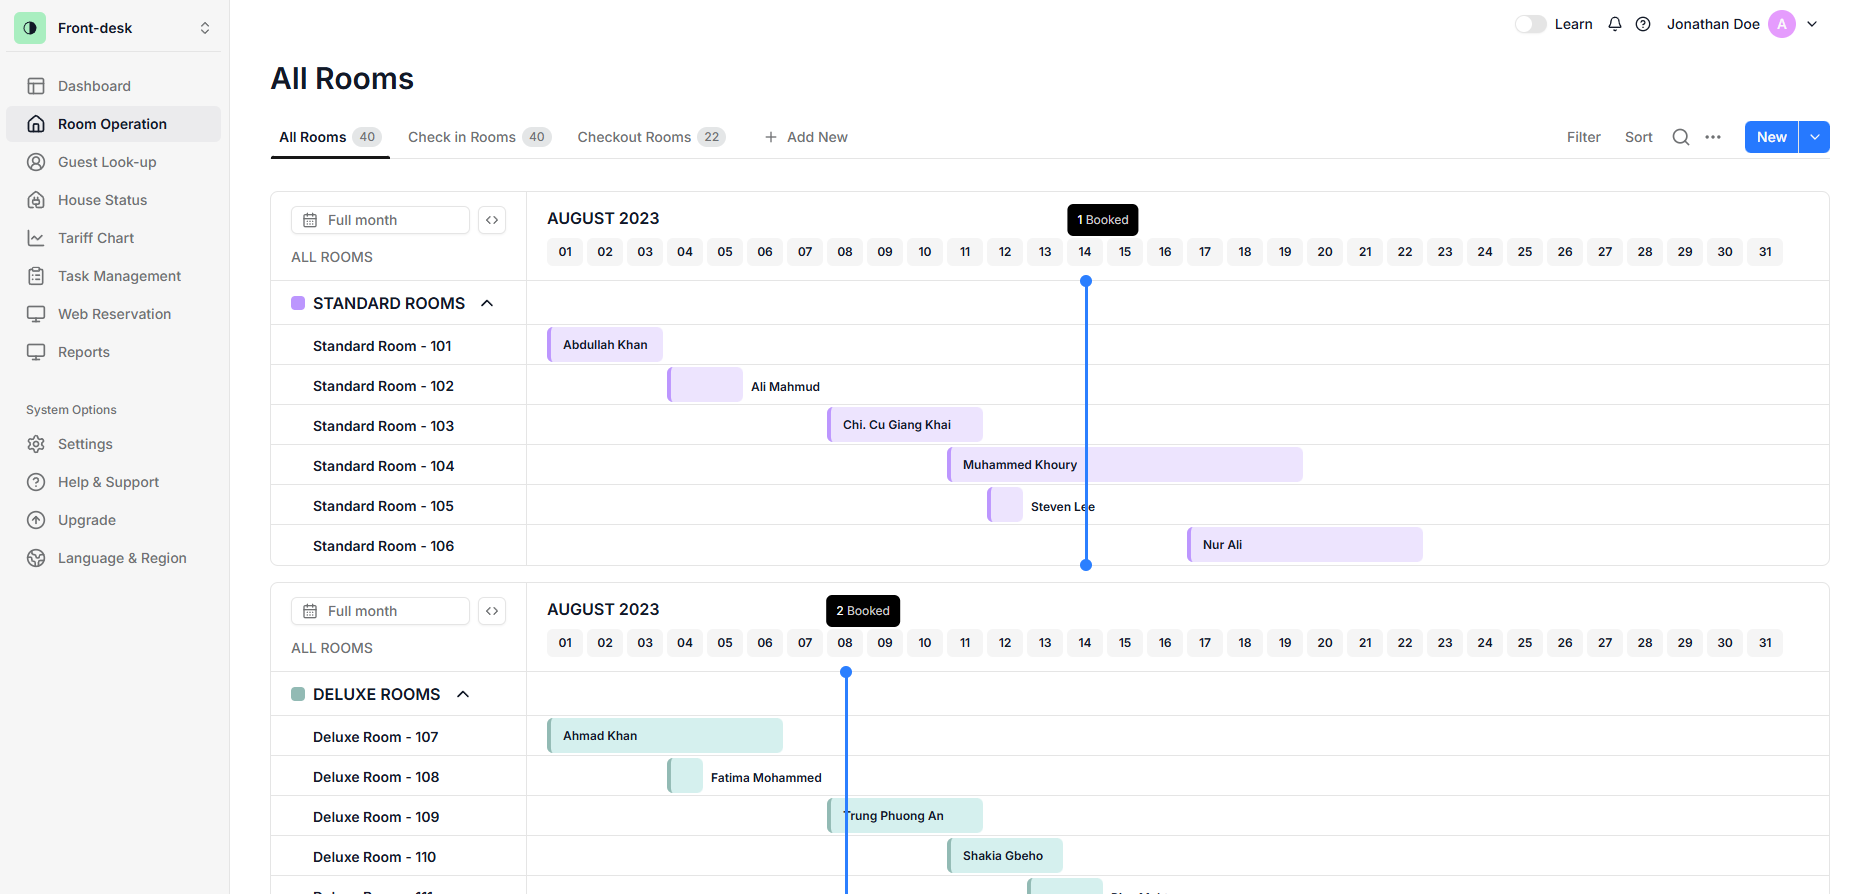 Front-desk
Dashboard
Room Operation
Guest Look-up
House Status
Tariff Chart
Task Management
Web Reservation
Reports
System Options
Settings
Help & Support
Upgrade
Language & Region
Learn
Jonathan Doe A
All Rooms
All Rooms 40 Check in Rooms 40 Checkout Rooms 22 Add New
Filter Sort New
Full month
ALL ROOMS
AUGUST 2023
1 Booked
01 02 03 04 05 06 07 08 09 10 11 12 13 14 15 16 17 18 19 20 21 22 23 24 25 26 27 28 29 30 31
STANDARD ROOMS
Standard Room - 101 Abdullah Khan
Standard Room - 102 Ali Mahmud
Standard Room - 103 Chi. Cu Giang Khai
Standard Room - 104 Muhammed Khoury
Standard Room - 105 Steven Lee
Standard Room - 106 Nur Ali
Full month
ALL ROOMS
AUGUST 2023
2 Booked
01 02 03 04 05 06 07 08 09 10 11 12 13 14 15 16 17 18 19 20 21 22 23 24 25 26 27 28 29 30 31
DELUXE ROOMS
Deluxe Room - 107 Ahmad Khan
Deluxe Room - 108 Fatima Mohammed
Deluxe Room - 109 Trung Phuong An
Deluxe Room - 110 Shakia Gbeho